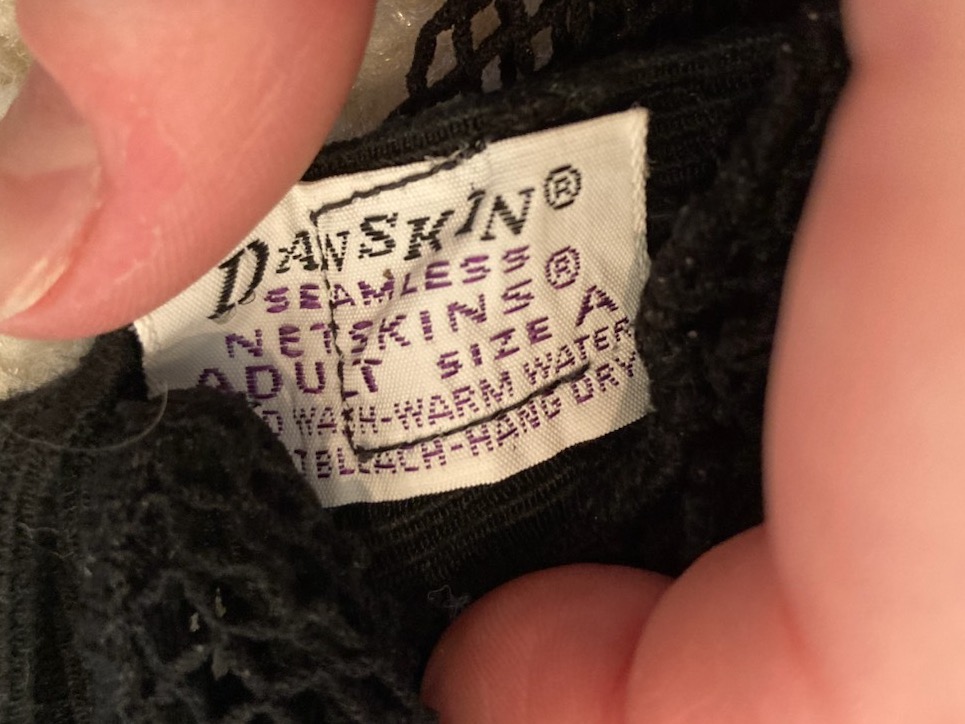 DANSKIN®
SEAMLESS
NETSKINS®
ADULT SIZE A
WASH-WARM WATER
BLEACH-HANG DRY